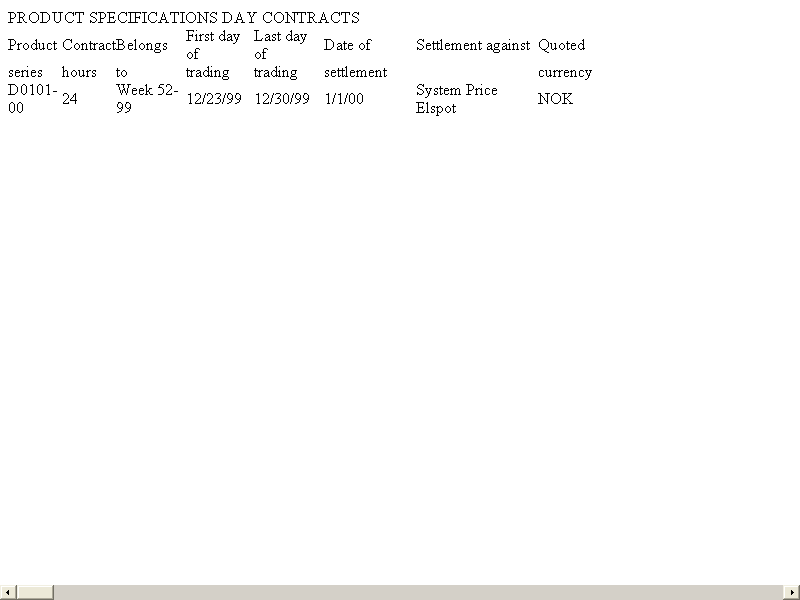 PRODUCT SPECIFICATIONS DAY CONTRACTS
Product series Contract hours Belongs to First day of trading Last day of trading Date of settlement Settlement against Quoted currency
D0101-00 24 Week 52-99 12/23/99 12/30/99 1/1/00 System Price Elspot NOK